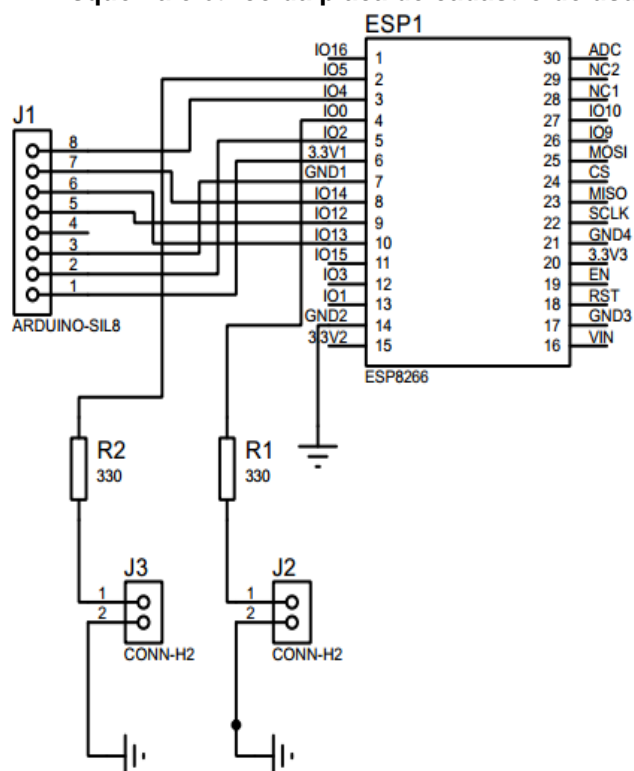 ESP1
IO16 1 30 ADC
IO5 2 29 NC2
IO4 3 28 NC1
IO0 4 27 IO10
IO2 5 26 IO9
3.3V1 6 25 MOSI
GND1 7 24 CS
IO14 8 23 MISO
IO12 9 22 SCLK
IO13 10 21 GND4
IO15 11 20 3.3V3
IO3 12 19 EN
IO1 13 18 RST
GND2 14 17 GND3
3.3V2 15 16 VIN
ESP8266
J1
8
7
6
5
4
3
2
1
ARDUINO-SIL8
R2
330
R1
330
J3
1
2
CONN-H2
J2
1
2
CONN-H2